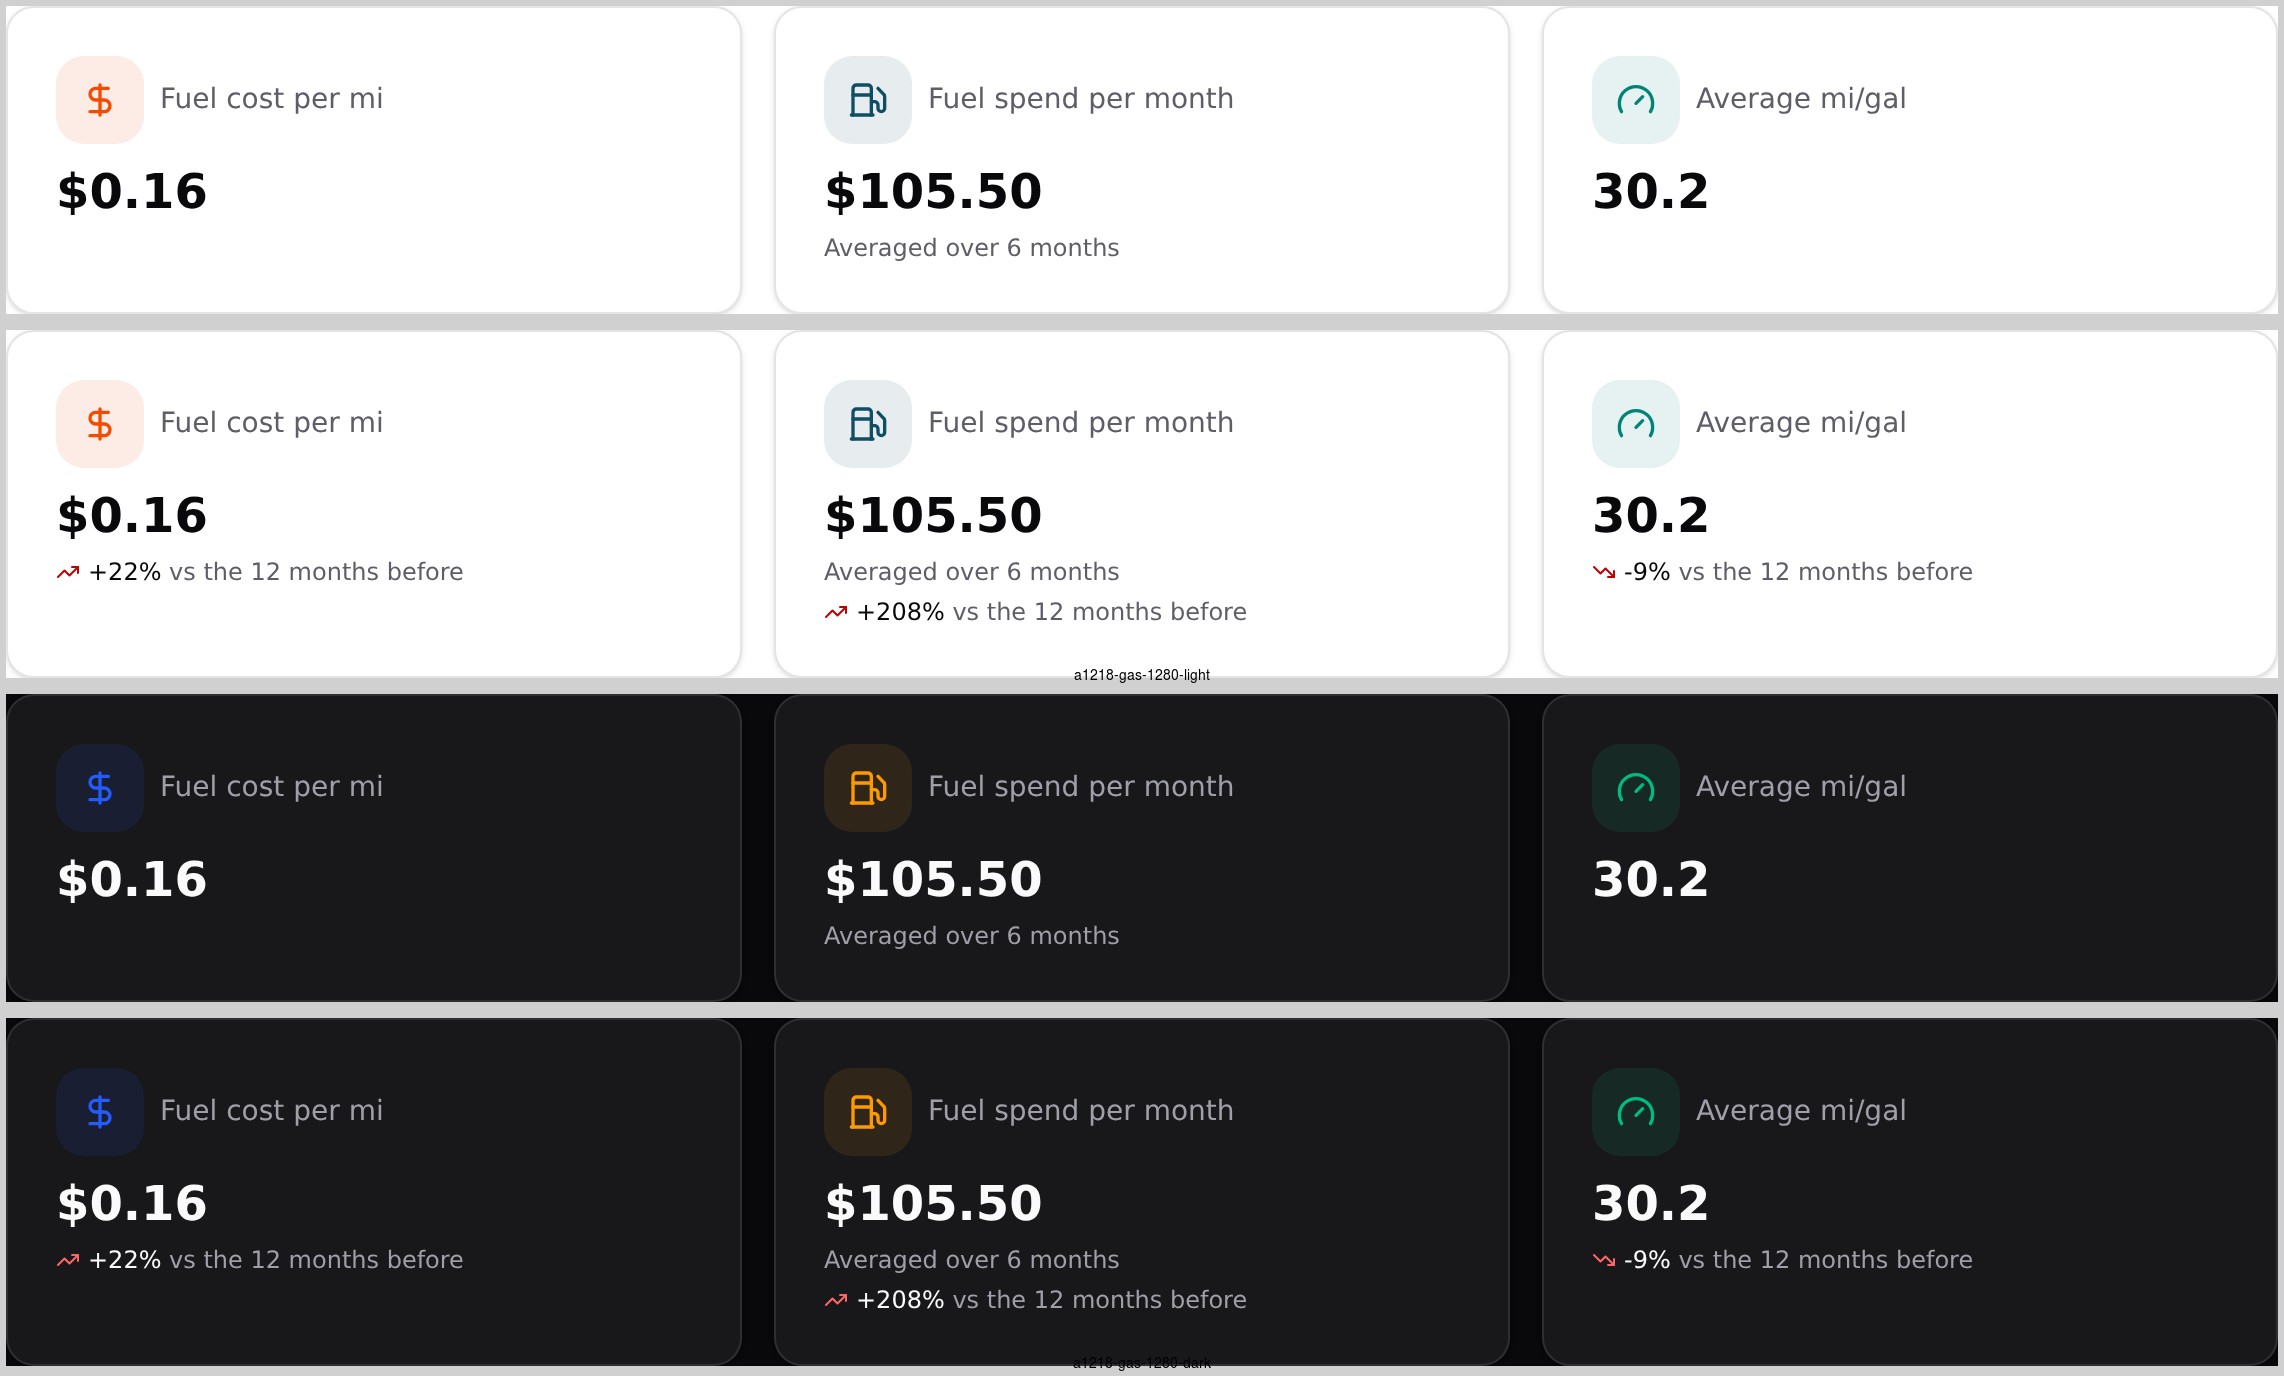 Fuel cost per mi
$0.16
Fuel spend per month
$105.50
Averaged over 6 months
Average mi/gal
30.2
Fuel cost per mi
$0.16
+22% vs the 12 months before
Fuel spend per month
$105.50
Averaged over 6 months
+208% vs the 12 months before
Average mi/gal
30.2
-9% vs the 12 months before
a1218-gas-1280-light
Fuel cost per mi
$0.16
Fuel spend per month
$105.50
Averaged over 6 months
Average mi/gal
30.2
Fuel cost per mi
$0.16
+22% vs the 12 months before
Fuel spend per month
$105.50
Averaged over 6 months
+208% vs the 12 months before
Average mi/gal
30.2
-9% vs the 12 months before
a1218-gas-1280-dark